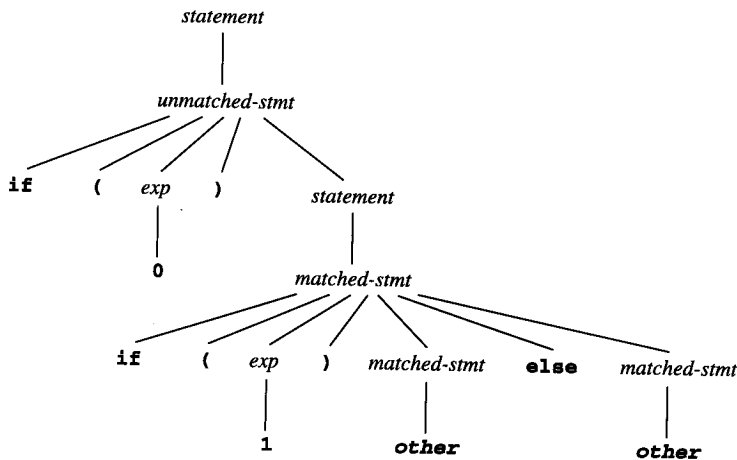 statement
unmatched-stmt
if ( exp ) statement
0
matched-stmt
if ( exp ) matched-stmt else matched-stmt
1 other other